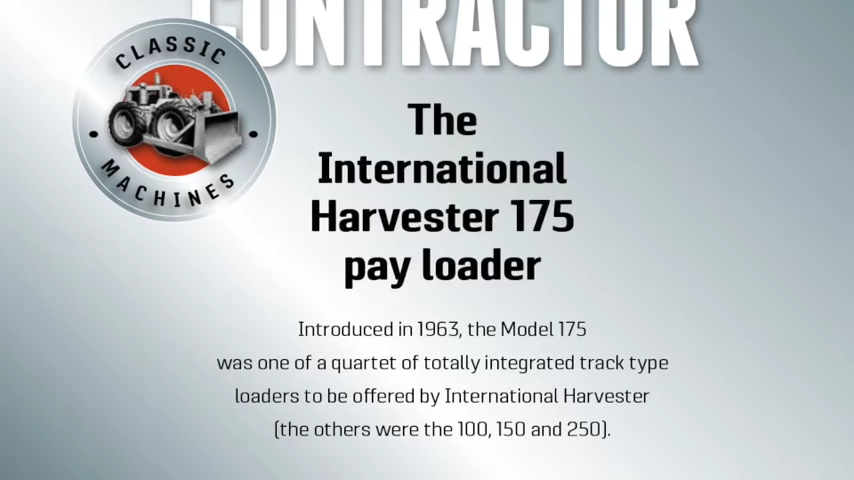 CONTRACTOR
CLASSIC
MACHINES
The
International
Harvester 175
pay loader
Introduced in 1963, the Model 175
was one of a quartet of totally integrated track type
loaders to be offered by International Harvester
(the others were the 100, 150 and 250).